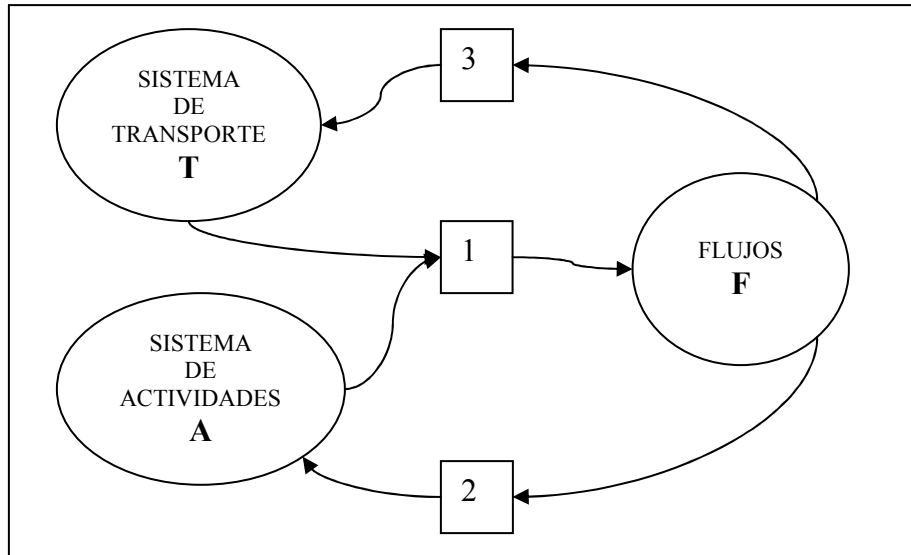 SISTEMA
DE
TRANSPORTE
T
3
1
FLUJOS
F
SISTEMA
DE
ACTIVIDADES
A
2